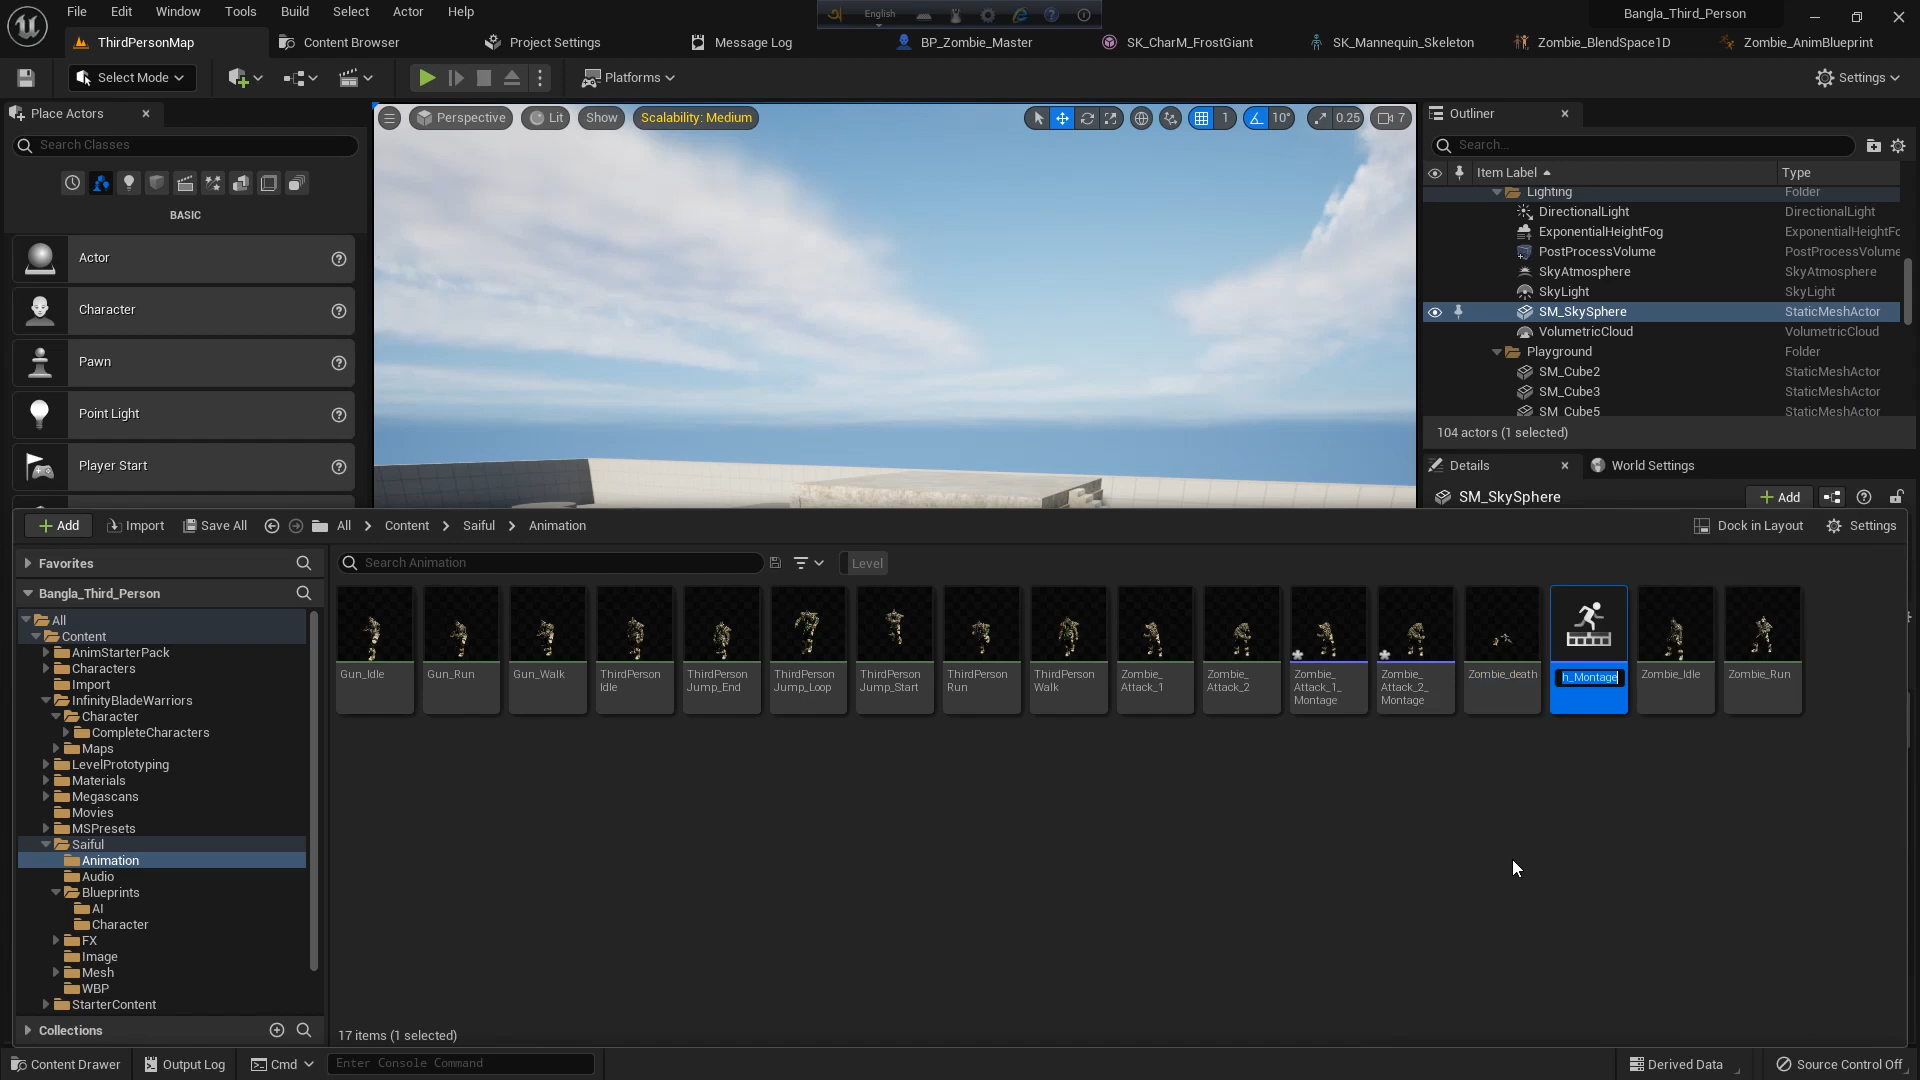 File Edit Window Tools Build Select Actor Help
English
Bangla_Third_Person
ThirdPersonMap
Content Browser
Project Settings
Message Log
BP_Zombie_Master
SK_CharM_FrostGiant
SK_Mannequin_Skeleton
Zombie_BlendSpace1D
Zombie_AnimBlueprint
Select Mode
Platforms
Settings
Place Actors
Search Classes
BASIC
Actor
Character
Pawn
Point Light
Player Start
Perspective
Lit
Show
Scalability: Medium
1
10°
0.25
7
Outliner
Search...
Item Label Type
Lighting Folder
DirectionalLight DirectionalLight
ExponentialHeightFog ExponentialHeightFo
PostProcessVolume PostProcessVolume
SkyAtmosphere SkyAtmosphere
SkyLight SkyLight
SM_SkySphere StaticMeshActor
VolumetricCloud VolumetricCloud
Playground Folder
SM_Cube2 StaticMeshActor
SM_Cube3 StaticMeshActor
SM_Cube5 StaticMeshActor
104 actors (1 selected)
Details
World Settings
SM_SkySphere
Add
Add Import Save All All Content Saiful Animation
Dock in Layout Settings
Favorites
Bangla_Third_Person
All
Content
AnimStarterPack
Characters
Import
InfinityBladeWarriors
Character
CompleteCharacters
Maps
LevelPrototyping
Materials
Megascans
Movies
MSPresets
Saiful
Animation
Audio
Blueprints
AI
Character
FX
Image
Mesh
WBP
StarterContent
Collections
Search Animation
Level
Gun_Idle
Gun_Run
Gun_Walk
ThirdPerson
Idle
ThirdPerson
Jump_End
ThirdPerson
Jump_Loop
ThirdPerson
Jump_Start
ThirdPerson
Run
ThirdPerson
Walk
Zombie_
Attack_1
Zombie_
Attack_2
Zombie_
Attack_1_
Montage
Zombie_
Attack_2_
Montage
Zombie_death
h_Montage
Zombie_Idle
Zombie_Run
17 items (1 selected)
Content Drawer
Output Log
Cmd
Enter Console Command
Derived Data
Source Control Off